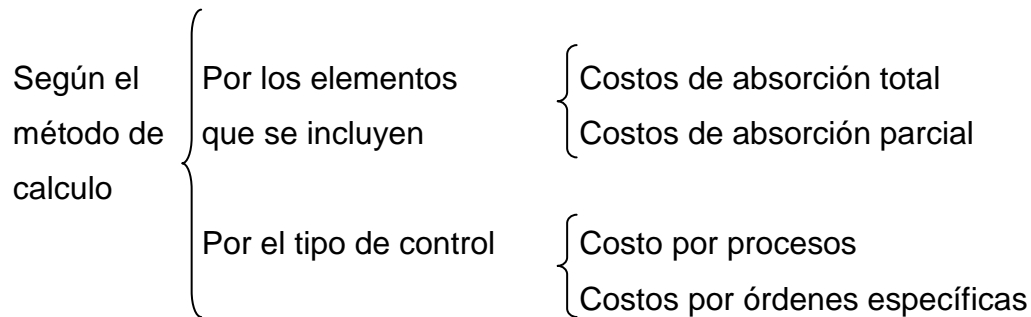 Según el
método de
calculo
Por los elementos
que se incluyen
Costos de absorción total
Costos de absorción parcial
Por el tipo de control
Costo por procesos
Costos por órdenes específicas